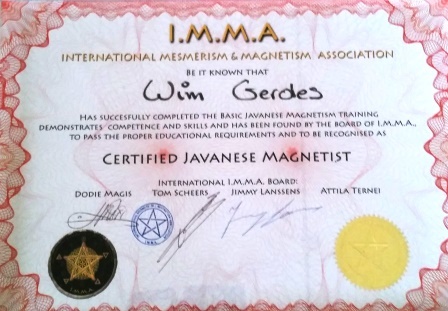 I.M.M.A.
INTERNATIONAL MESMERISM & MAGNETISM ASSOCIATION
BE IT KNOWN THAT
Wim Gerdes
HAS SUCCESFULLY COMPLETED THE BASIC JAVANESE MAGNETISM TRAINING
DEMONSTRATES COMPETENCE AND SKILLS AND HAS BEEN FOUND BY THE BOARD OF I.M.M.A.,
TO PASS THE PROPER EDUCATIONAL REQUIREMENTS AND TO BE RECOGNISED AS
CERTIFIED JAVANESE MAGNETIST
INTERNATIONAL I.M.M.A. BOARD:
DODIE MAGIS TOM SCHEERS JIMMY LANSSENS ATTILA TERNEI
I.M.M.A.